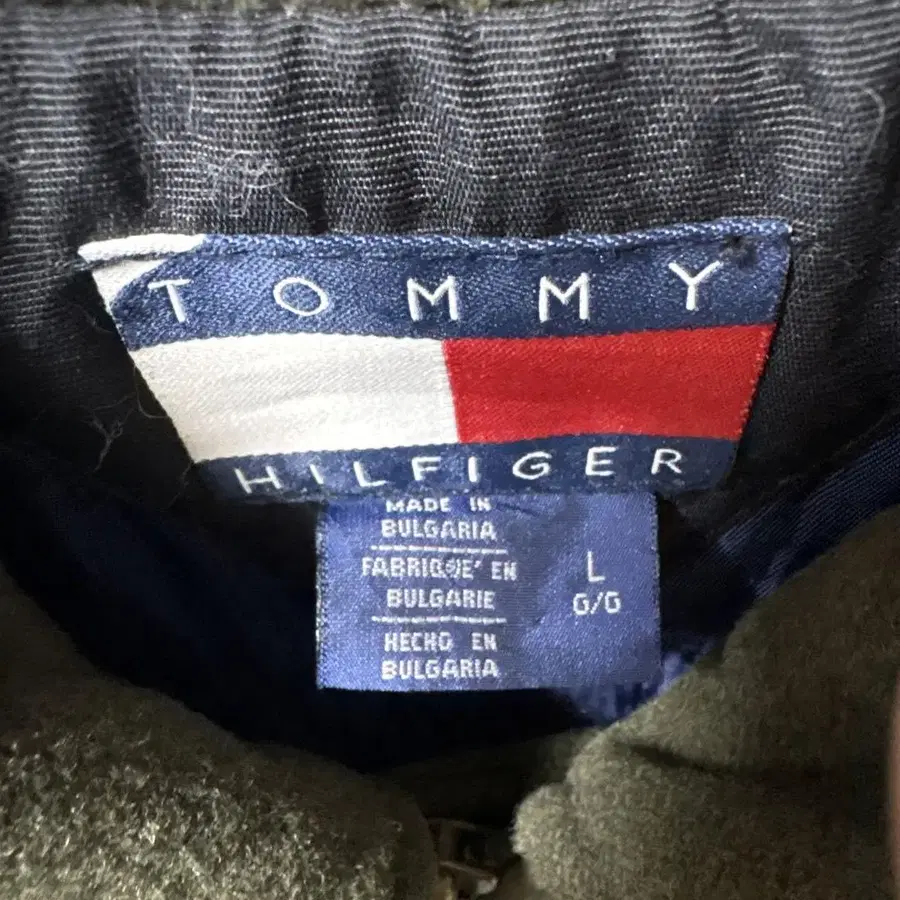 TOMMY
HILFIGER
MADE IN
BULGARIA
FABRIQUE' EN
BULGARIE
HECHO EN
BULGARIA
L
G/G